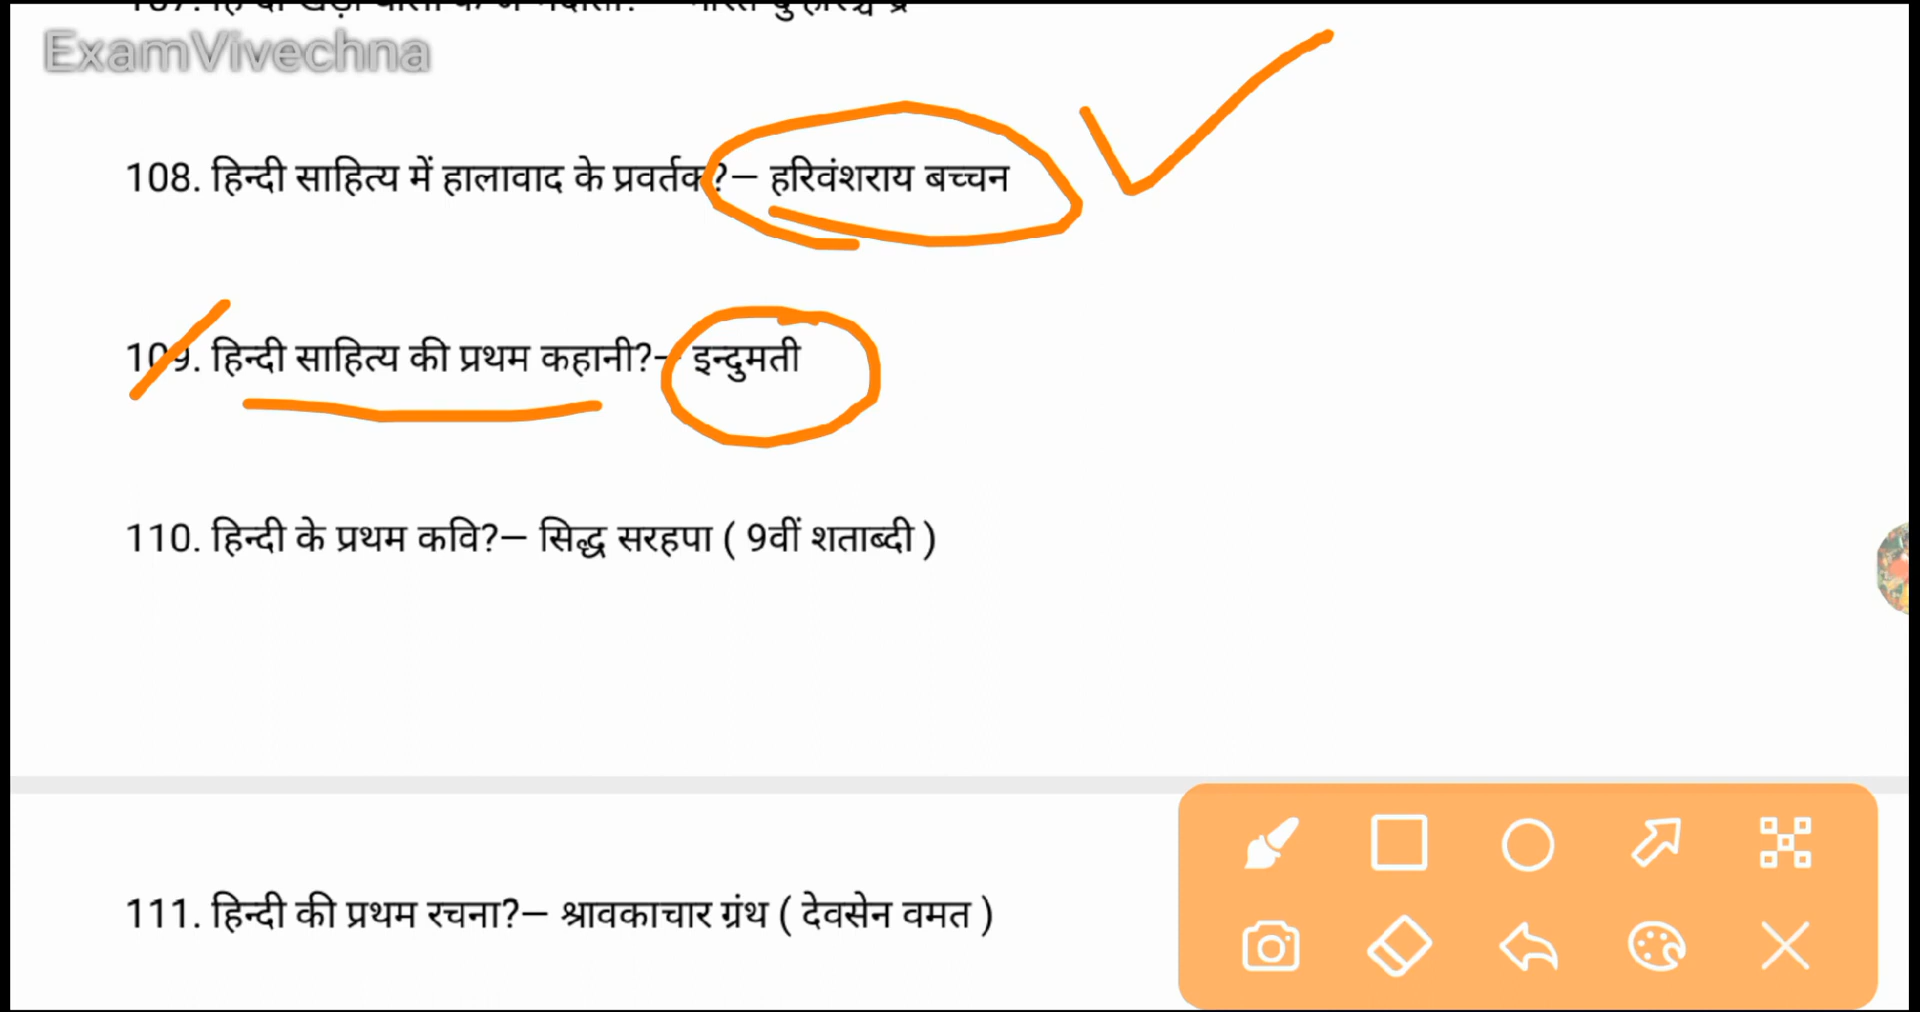 ExamVivechna
108. हिन्दी साहित्य में हालावाद के प्रवर्तक?– हरिवंशराय बच्चन
109. हिन्दी साहित्य की प्रथम कहानी?– इन्दुमती
110. हिन्दी के प्रथम कवि?– सिद्ध सरहपा ( 9वीं शताब्दी )
111. हिन्दी की प्रथम रचना?– श्रावकाचार ग्रंथ ( देवसेन वमत )